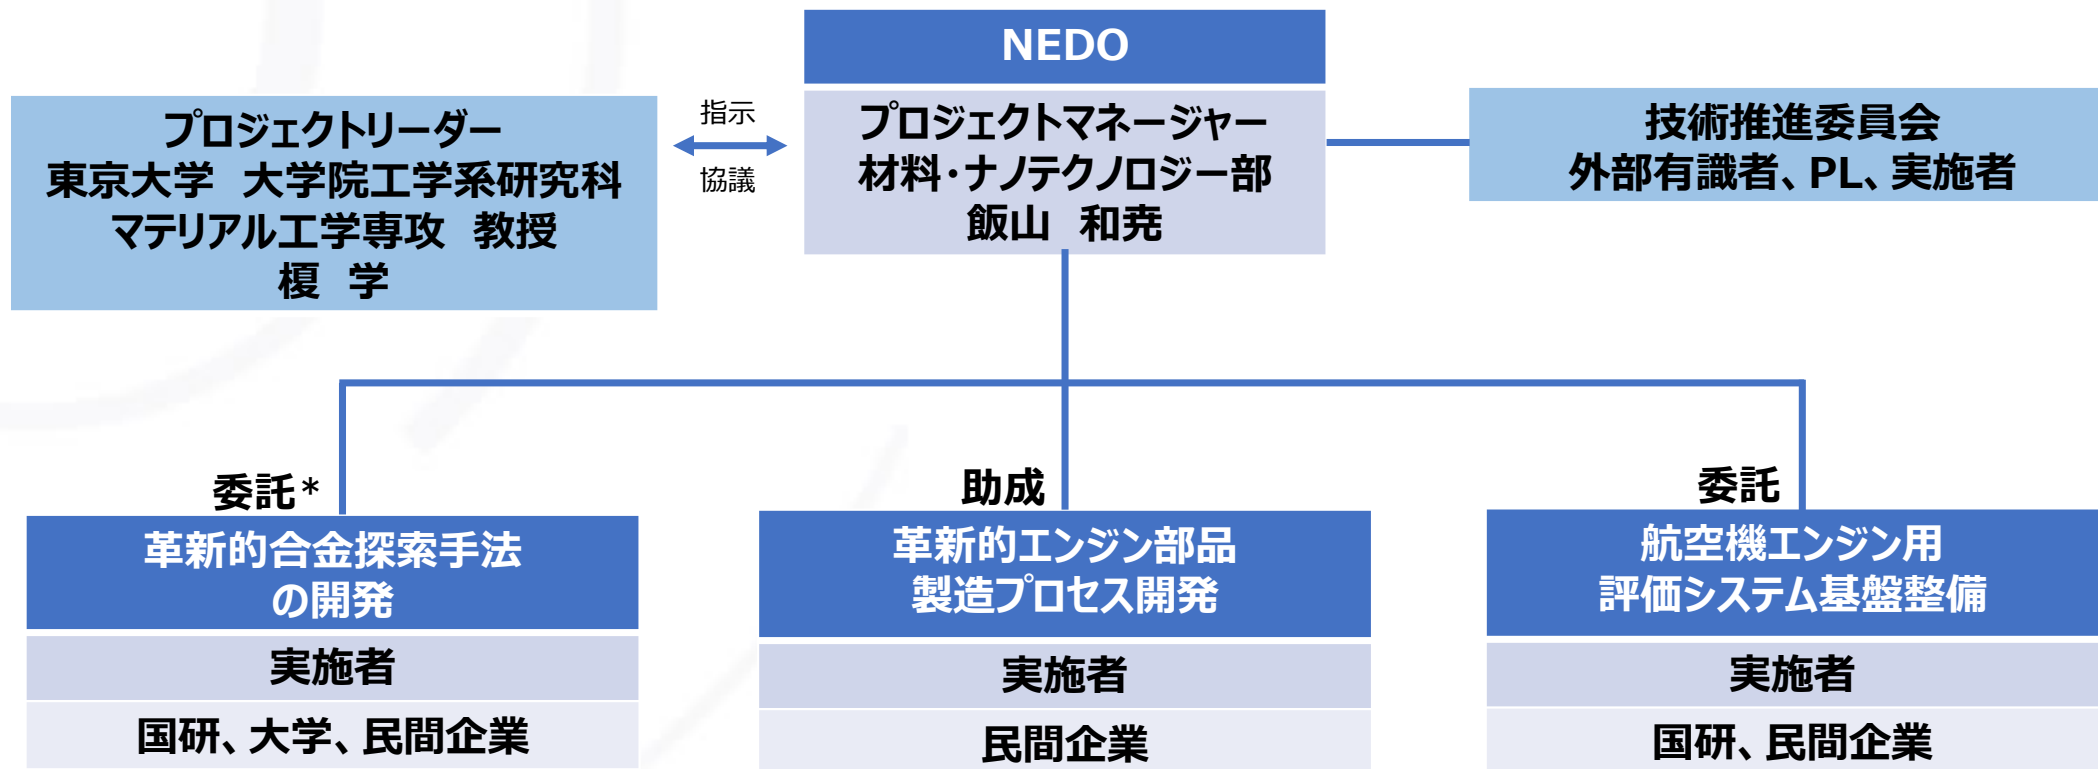 NEDO
プロジェクトマネージャー
材料・ナノテクノロジー部
飯山 和尭
プロジェクトリーダー
東京大学 大学院工学系研究科
マテリアル工学専攻 教授
榎 学
指示
協議
技術推進委員会
外部有識者、PL、実施者
委託*
革新的合金探索手法
の開発
実施者
国研、大学、民間企業
助成
革新的エンジン部品
製造プロセス開発
実施者
民間企業
委託
航空機エンジン用
評価システム基盤整備
実施者
国研、民間企業